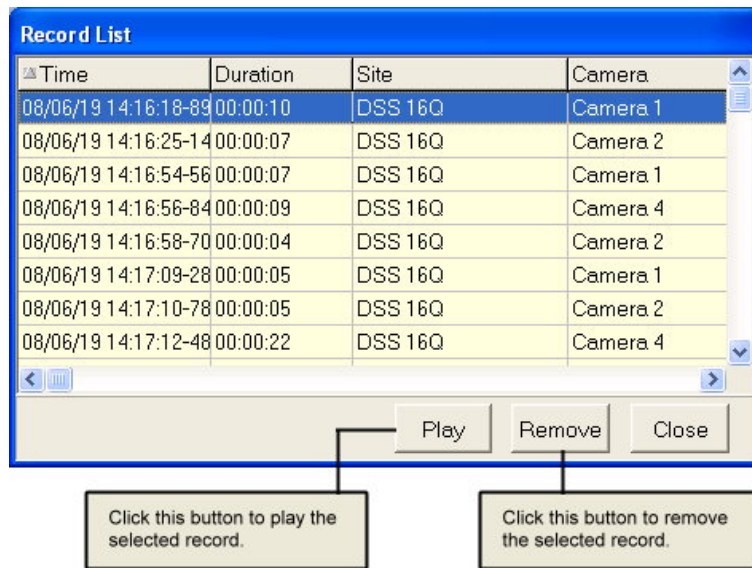 Record List
Time Duration Site Camera
08/06/19 14:16:18-89 00:00:10 DSS 16Q Camera 1
08/06/19 14:16:25-14 00:00:07 DSS 16Q Camera 2
08/06/19 14:16:54-56 00:00:07 DSS 16Q Camera 1
08/06/19 14:16:56-84 00:00:09 DSS 16Q Camera 4
08/06/19 14:16:58-70 00:00:04 DSS 16Q Camera 2
08/06/19 14:17:09-28 00:00:05 DSS 16Q Camera 1
08/06/19 14:17:10-78 00:00:05 DSS 16Q Camera 2
08/06/19 14:17:12-48 00:00:22 DSS 16Q Camera 4
Play Remove Close
Click this button to play the
selected record.
Click this button to remove
the selected record.